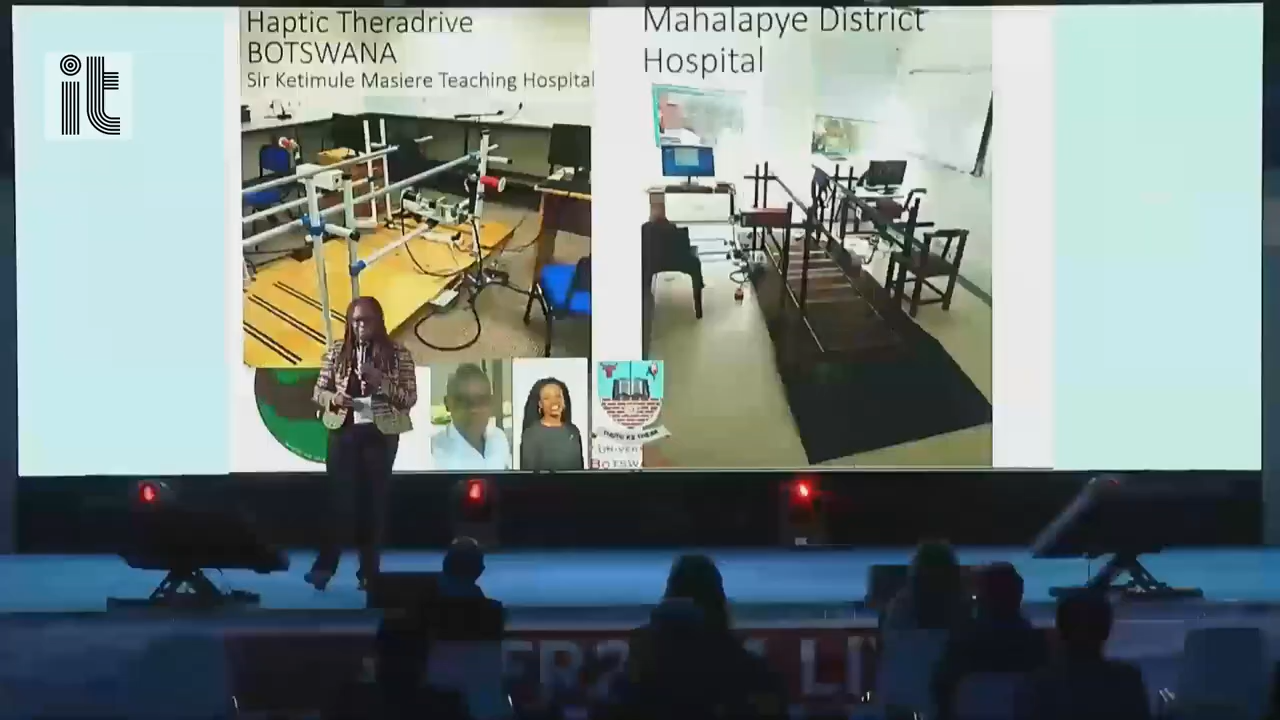 it
Haptic Theradrive
BOTSWANA
Sir Ketimule Masiere Teaching Hospital
Mahalapye District
Hospital